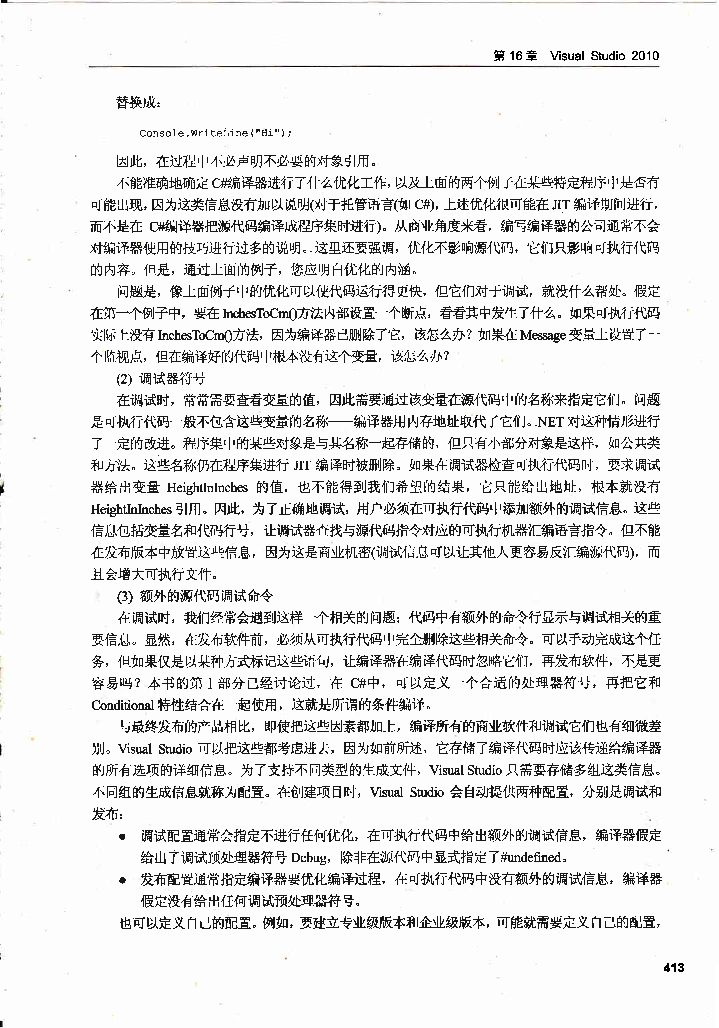 第 16 章 Visual Studio 2010
替换成：
Console.WriteLine("Hi");
因此，在过程中不必声明不必要的对象引用。
不能准确地确定 C#编译器进行了什么优化工作，以及上面的两个例子在某些特定程序中是否有
可能出现，因为这类信息没有加以说明(对于托管语言(如 C#)，上述优化很可能在 JIT 编译期间进行，
而不是在 C#编译器把源代码编译成程序集时进行)。从商业角度来看，编写编译器的公司通常不会
对编译器使用的技巧进行过多的说明。这里还要强调，优化不影响源代码，它们只影响可执行代码
的内容。但是，通过上面的例子，您应明白优化的内涵。
问题是，像上面例子中的优化可以使代码运行得更快，但它们对于调试，就没什么帮处。假定
在第一个例子中，要在 InchesToCm()方法内部设置一个断点，看看其中发生了什么。如果可执行代码
实际上没有 InchesToCm()方法，因为编译器已删除了它，该怎么办？如果在 Message 变量上设置了一
个监视点，但在编译好的代码中根本没有这个变量，该怎么办？
(2) 调试器符号
在调试时，常常需要查看变量的值，因此需要通过该变量在源代码中的名称来指定它们。问题
是可执行代码一般不包含这些变量的名称——编译器用内存地址取代了它们。.NET 对这种情形进行
了一定的改进。程序集中的某些对象是与其名称一起存储的，但只有小部分对象是这样，如公共类
和方法。这些名称仍在程序集进行 JIT 编译时被删除。如果在调试器检查可执行代码时，要求调试
器给出变量 HeightInInches 的值，也不能得到我们希望的结果，它只能给出地址，根本就没有
HeightInInches 引用。因此，为了正确地调试，用户必须在可执行代码中添加额外的调试信息。这些
信息包括变量名和代码行号，让调试器查找与源代码指令对应的可执行机器汇编语言指令。但不能
在发布版本中放置这些信息，因为这是商业机密(调试信息可以让其他人更容易反汇编源代码)，而
且会增大可执行文件。
(3) 额外的源代码调试命令
在调试时，我们经常会遇到这样一个相关的问题：代码中有额外的命令行显示与调试相关的重
要信息。显然，在发布软件前，必须从可执行代码中完全删除这些相关命令。可以手动完成这个任
务，但如果仅是以某种方式标记这些语句，让编译器在编译代码时忽略它们，再发布软件，不是更
容易吗？本书的第 I 部分已经讨论过，在 C#中，可以定义一个合适的处理器符号，再把它和
Conditional 特性结合在一起使用，这就是所谓的条件编译。
与最终发布的产品相比，即使把这些因素都加上，编译所有的商业软件和调试它们也有细微差
别。Visual Studio 可以把这些都考虑进去，因为如前所述，它存储了编译代码时应该传递给编译器
的所有选项的详细信息。为了支持不同类型的生成文件，Visual Studio 只需要存储多组这类信息。
不同组的生成信息就称为配置。在创建项目时，Visual Studio 会自动提供两种配置，分别是调试和
发布：
● 调试配置通常会指定不进行任何优化，在可执行代码中给出额外的调试信息，编译器假定
给出了调试预处理器符号 Debug，除非在源代码中显式指定了#undefined。
● 发布配置通常指定编译器要优化编译过程，在可执行代码中没有额外的调试信息，编译器
假定没有给出任何调试预处理器符号。
也可以定义自己的配置。例如，要建立专业级版本和企业级版本，可能就需要定义自己的配置，
413